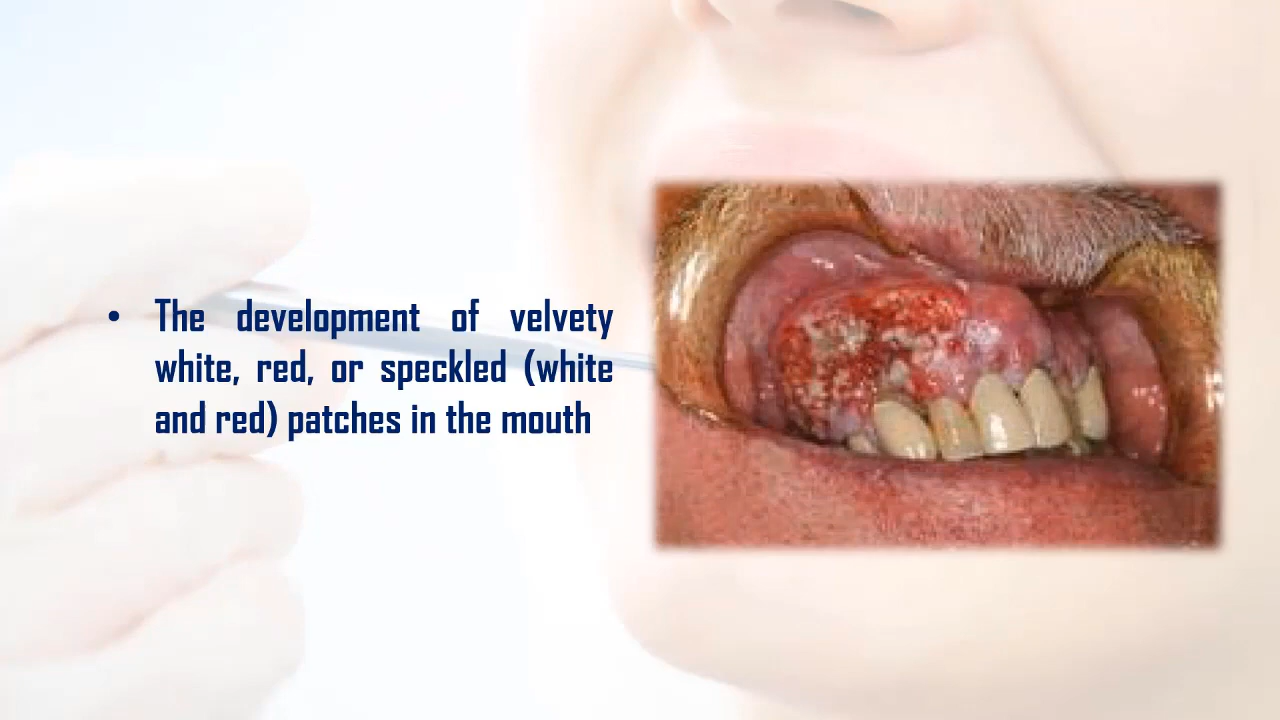 • The development of velvety
white, red, or speckled (white
and red) patches in the mouth